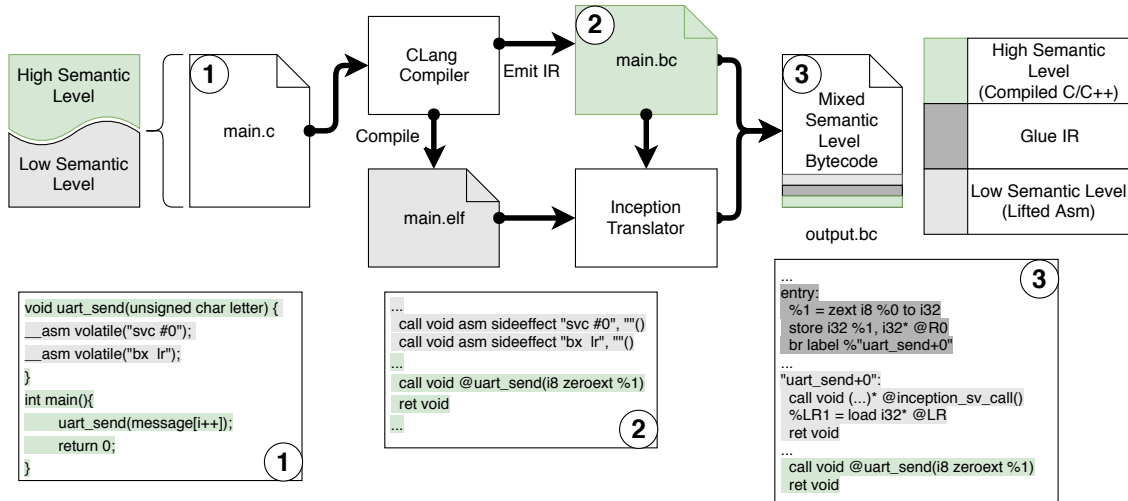 High Semantic
Level
Low Semantic
Level
1
main.c
CLang
Compiler
Emit IR
Compile
2
main.bc
main.elf
Inception
Translator
3
Mixed
Semantic
Level
Bytecode
output.bc
High Semantic
Level
(Compiled C/C++)
Glue IR
Low Semantic Level
(Lifted Asm)
void uart_send(unsigned char letter) {
__asm volatile("svc #0");
__asm volatile("bx lr");
}
int main(){
uart_send(message[i++]);
return 0;
}
1
...
call void asm sideeffect "svc #0", ""()
call void asm sideeffect "bx lr", ""()
...
call void @uart_send(i8 zeroext %1)
ret void
...
2
3
...
entry:
%1 = zext i8 %0 to i32
store i32 %1, i32* @R0
br label %"uart_send+0"
...
"uart_send+0":
call void (...)* @inception_sv_call()
%LR1 = load i32* @LR
ret void
...
call void @uart_send(i8 zeroext %1)
ret void